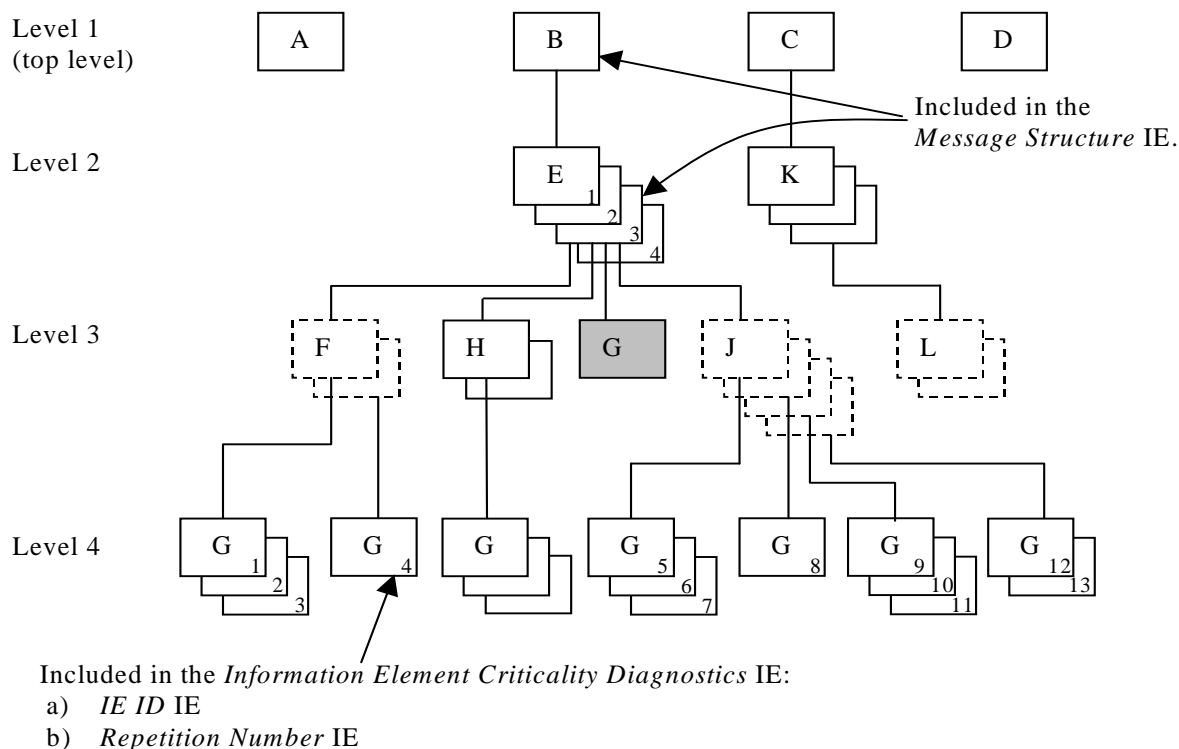 Level 1
(top level)
A
B
C
D
Included in the
Message Structure IE.
Level 2
E
1
2
3
4
K
Level 3
F
H
G
J
L
Level 4
G
1
2
3
G
4
G
G
5
6
7
G
8
G
9
10
11
G
12
13
Included in the Information Element Criticality Diagnostics IE:
a) IE ID IE
b) Repetition Number IE